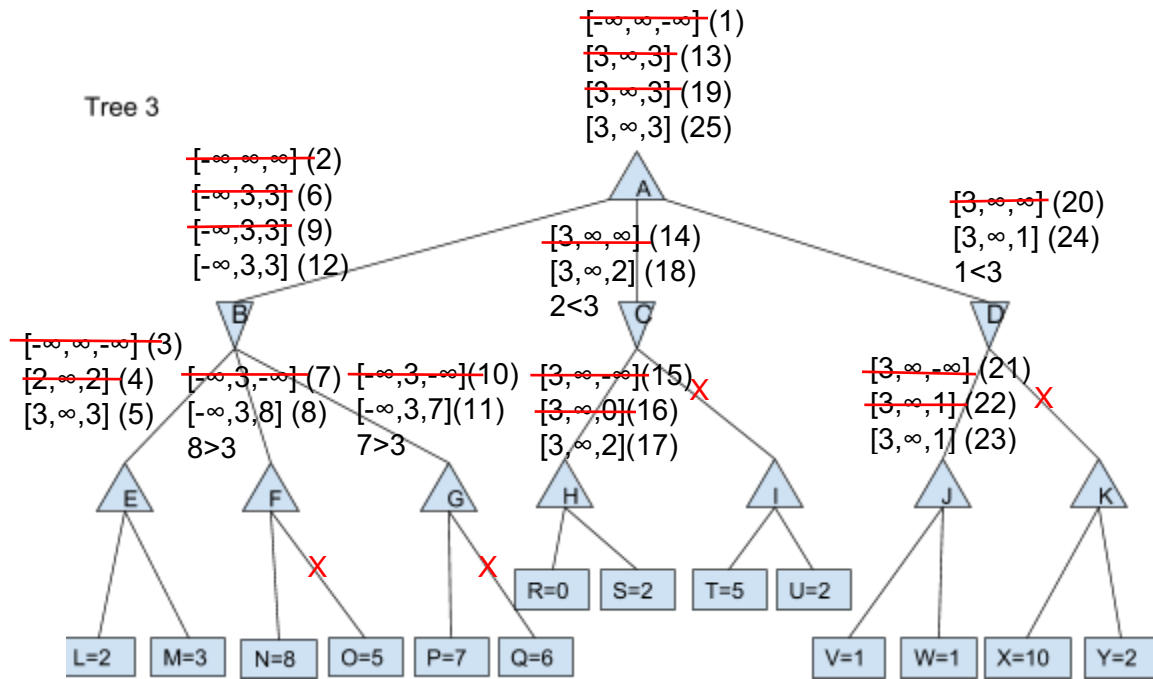 [-∞,∞,-∞] (1)
[3,∞,3] (13)
[3,∞,3] (19)
[3,∞,3] (25)
Tree 3
[-∞,∞,∞] (2)
[-∞,3,3] (6)
[-∞,3,3] (9)
[-∞,3,3] (12)
A
[3,∞,∞] (14)
[3,∞,2] (18)
2<3
[3,∞,∞] (20)
[3,∞,1] (24)
1<3
B
C
D
[-∞,∞,-∞] (3)
[2,∞,2] (4)
[3,∞,3] (5)
[-∞,3,-∞] (7)
[-∞,3,8] (8)
8>3
[-∞,3,-∞](10)
[-∞,3,7](11)
7>3
[3,∞,-∞](15)
[3,∞,0](16)
[3,∞,2](17)
X
[3,∞,-∞] (21)
[3,∞,1] (22)
[3,∞,1] (23)
X
E
F
G
H
I
J
K
X
X
R=0
S=2
T=5
U=2
L=2
M=3
N=8
O=5
P=7
Q=6
V=1
W=1
X=10
Y=2